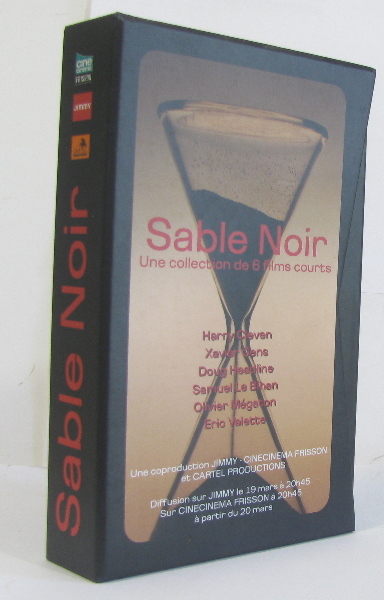 Sable Noir
JIMMY
Sable Noir
Une collection de 6 films courts
Harry Cleven
Xavier Gens
Doug Headline
Samuel Le Bihan
Olivier Mégaton
Eric Valette
Une coproduction JIMMY - CINECINEMA FRISSON
et CARTEL PRODUCTIONS
Diffusion sur JIMMY le 19 mars à 20h45
Sur CINECINEMA FRISSON à 20h45
à partir du 20 mars